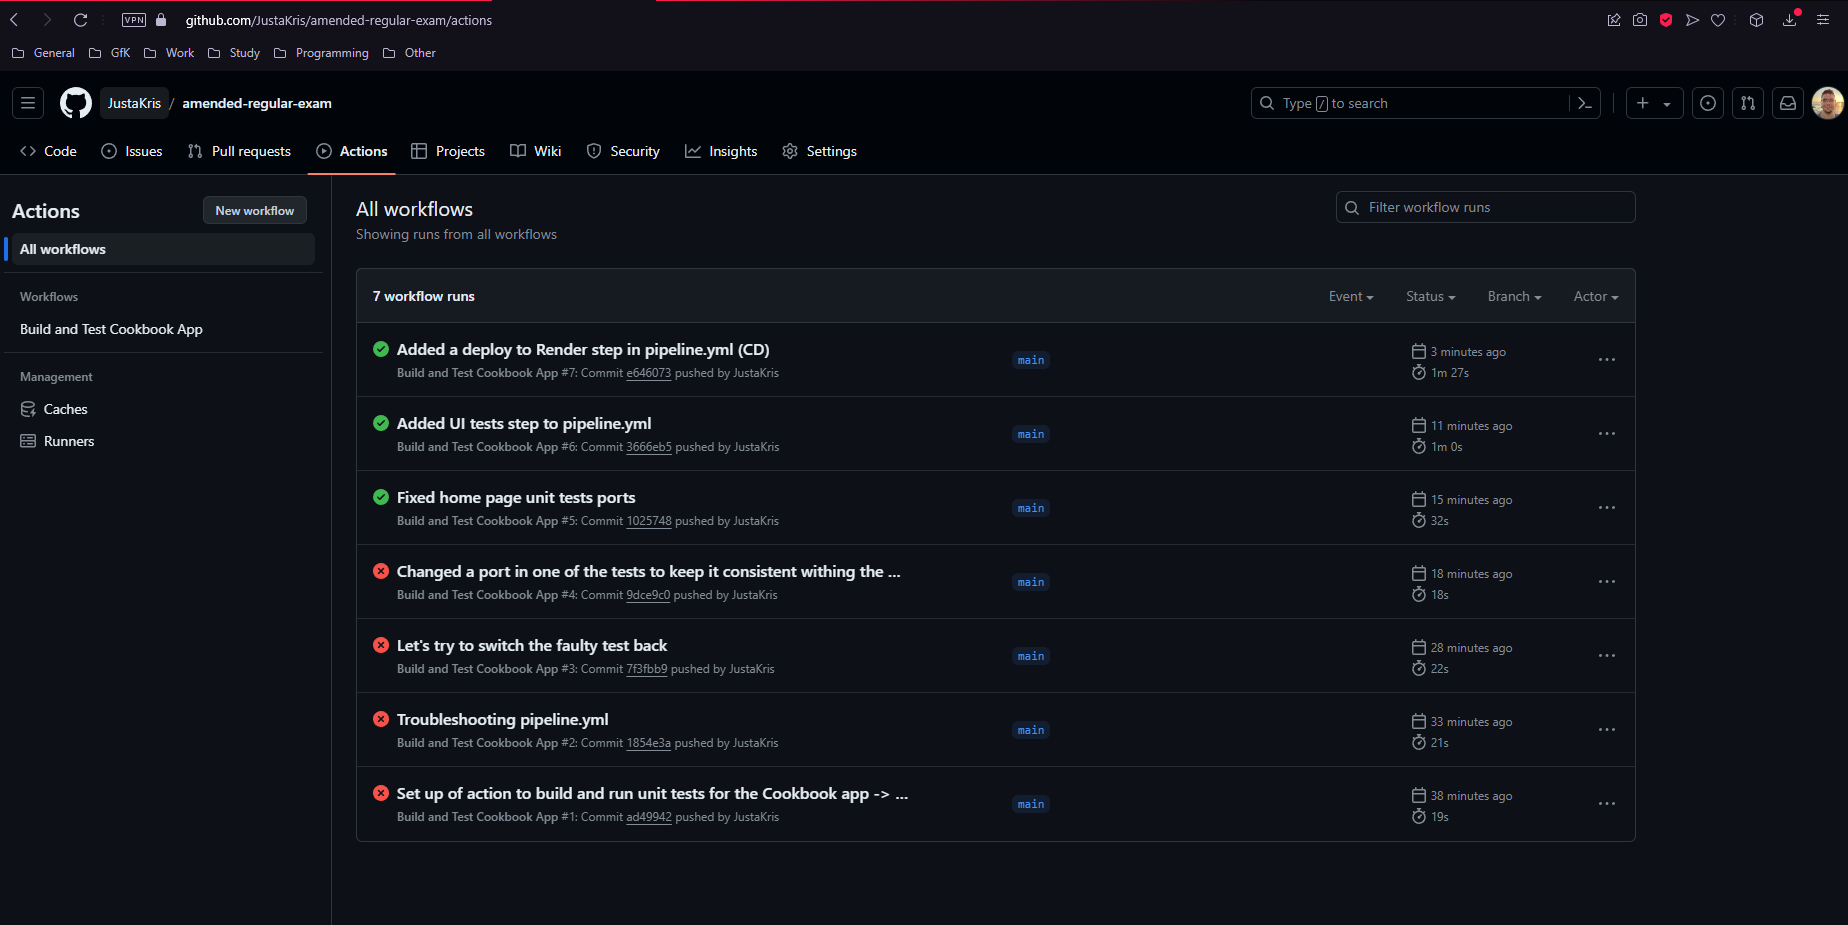 VPN github.com/JustaKris/amended-regular-exam/actions
General GfK Work Study Programming Other
JustaKris / amended-regular-exam
Type / to search
Code Issues Pull requests Actions Projects Wiki Security Insights Settings
Actions
New workflow
All workflows
Workflows
Build and Test Cookbook App
Management
Caches
Runners
All workflows
Showing runs from all workflows
Filter workflow runs
7 workflow runs
Event Status Branch Actor
Added a deploy to Render step in pipeline.yml (CD)
Build and Test Cookbook App #7: Commit e646073 pushed by JustaKris
main
3 minutes ago
1m 27s
Added UI tests step to pipeline.yml
Build and Test Cookbook App #6: Commit 3666eb5 pushed by JustaKris
main
11 minutes ago
1m 0s
Fixed home page unit tests ports
Build and Test Cookbook App #5: Commit 1025748 pushed by JustaKris
main
15 minutes ago
32s
Changed a port in one of the tests to keep it consistent withing the ...
Build and Test Cookbook App #4: Commit 9dce9c0 pushed by JustaKris
main
18 minutes ago
18s
Let's try to switch the faulty test back
Build and Test Cookbook App #3: Commit 7f3fbb9 pushed by JustaKris
main
28 minutes ago
22s
Troubleshooting pipeline.yml
Build and Test Cookbook App #2: Commit 1854e3a pushed by JustaKris
main
33 minutes ago
21s
Set up of action to build and run unit tests for the Cookbook app -> ...
Build and Test Cookbook App #1: Commit ad49942 pushed by JustaKris
main
38 minutes ago
19s